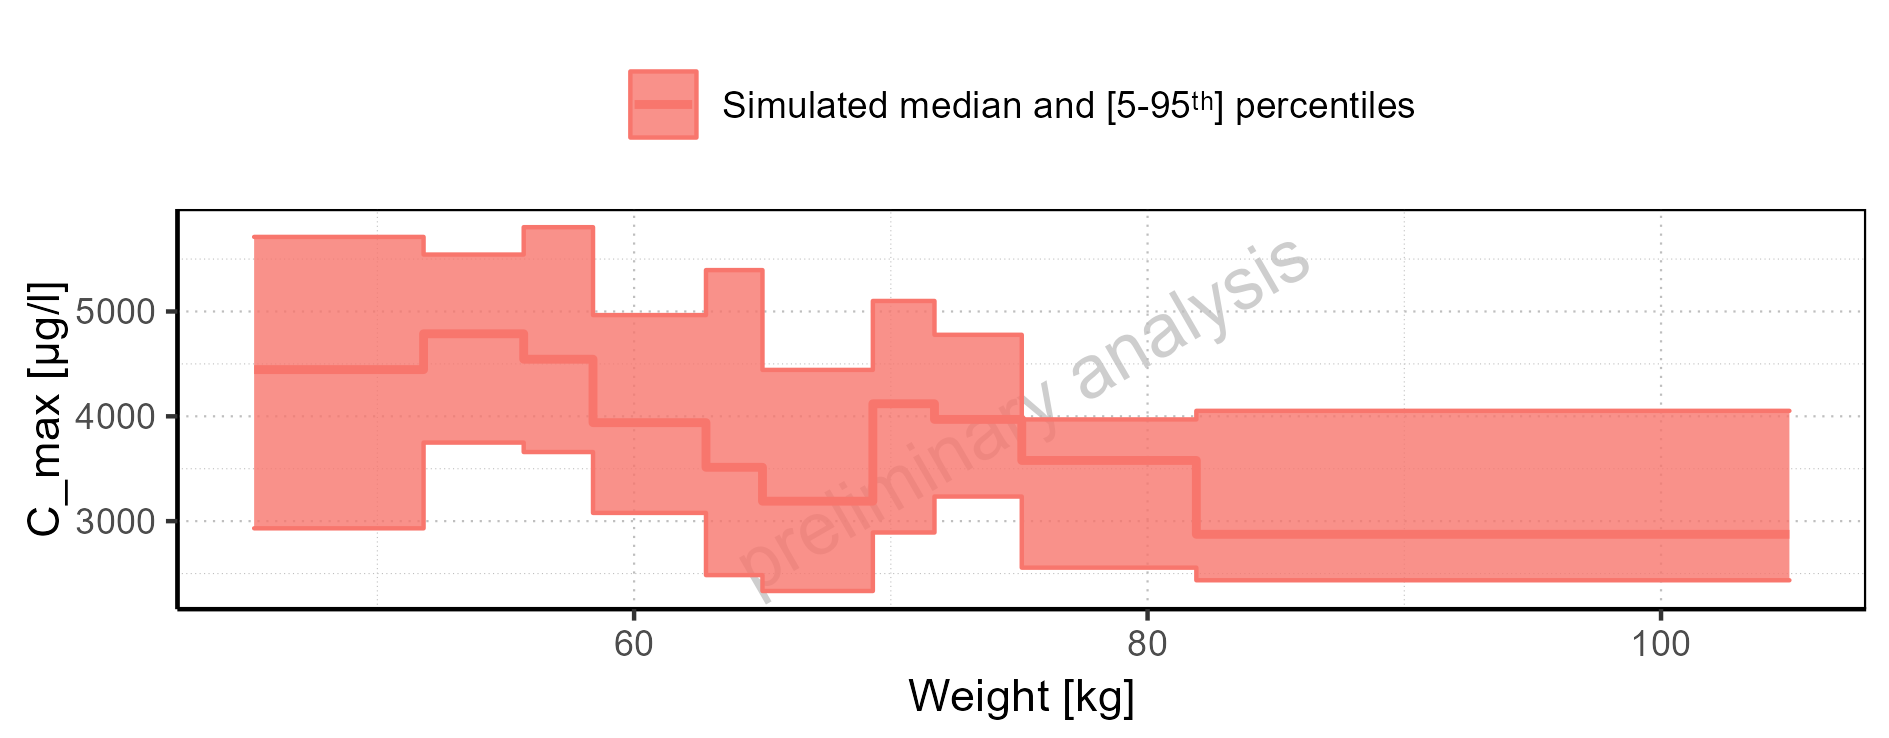 Simulated median and [5-95ᵗʰ] percentiles
C_max [µg/l]
5000
4000
3000
preliminary analysis
60 80 100
Weight [kg]